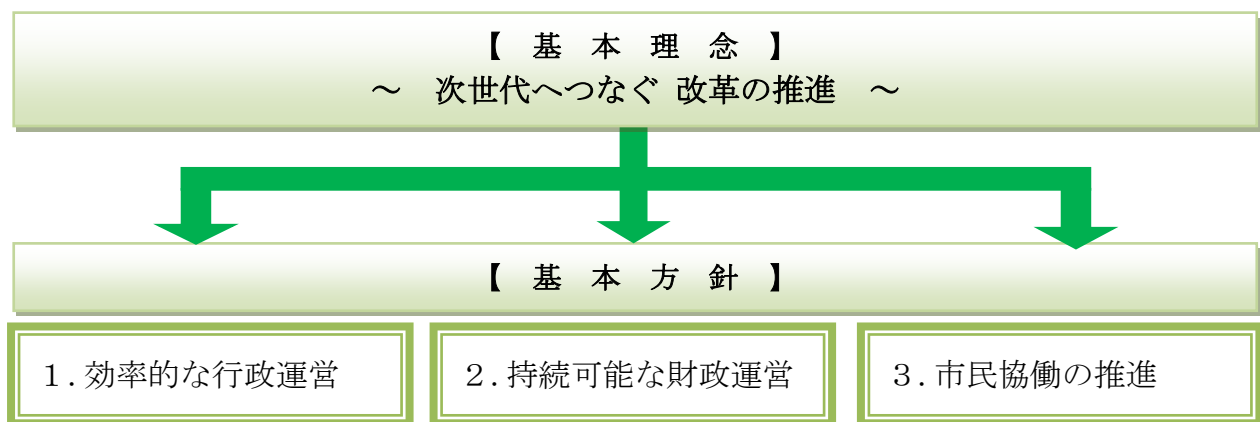 【 基 本 理 念 】
～ 次世代へつなぐ 改革の推進 ～
【 基 本 方 針 】
１.効率的な行政運営
２.持続可能な財政運営
３.市民協働の推進